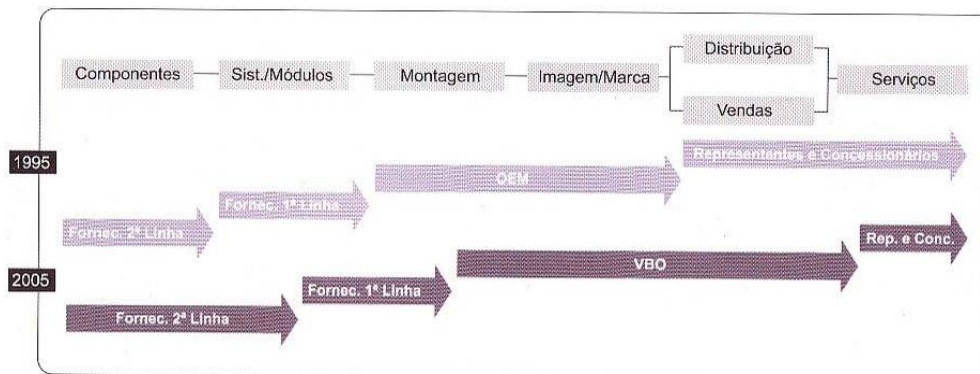 Distribuição
Componentes
Sist./Módulos
Montagem
Imagem/Marca
Serviços
Vendas
1995
Representantes e Concessionários
OEM
Fornec. 1ª Linha
Fornec. 2ª Linha
Rep. e Conc.
2005
VBO
Fornec. 1ª Linha
Fornec. 2ª Linha